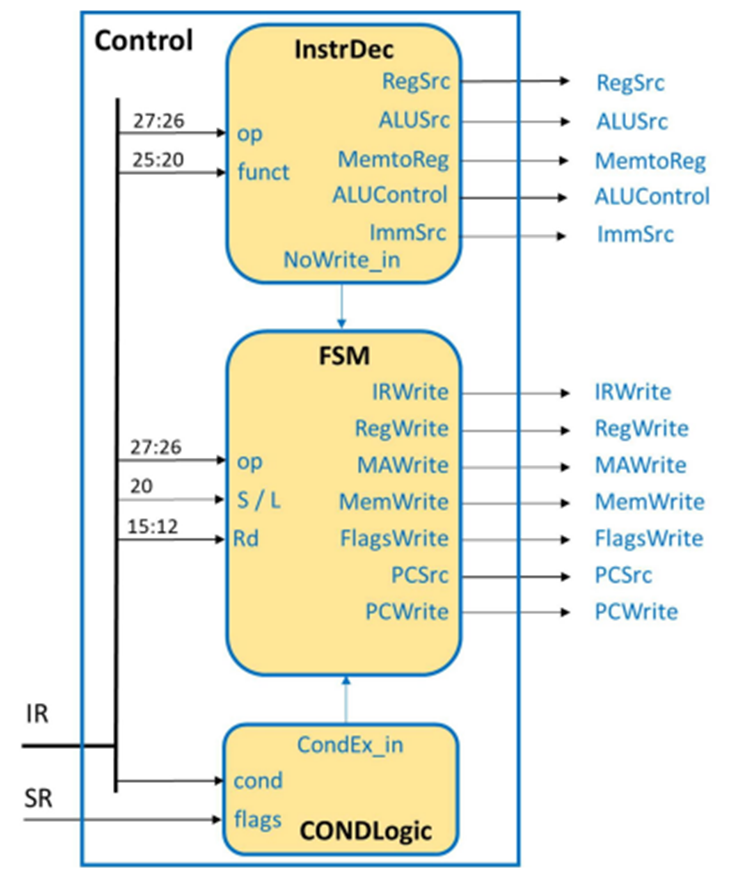 Control
InstrDec
RegSrc RegSrc
27:26 op ALUSrc ALUSrc
25:20 funct MemtoReg MemtoReg
ALUControl ALUControl
ImmSrc ImmSrc
NoWrite_in
FSM
IRWrite IRWrite
RegWrite RegWrite
27:26 op MAWrite MAWrite
20 S / L MemWrite MemWrite
15:12 Rd FlagsWrite FlagsWrite
PCSrc PCSrc
PCWrite PCWrite
IR
CondEx_in
cond
SR flags CONDLogic